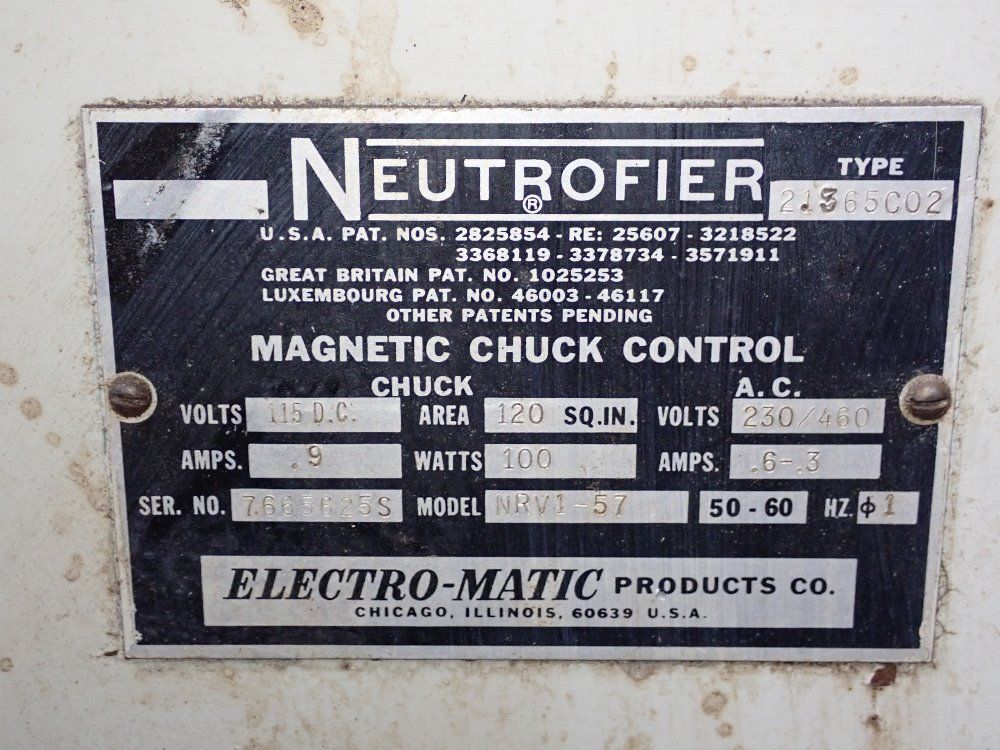 NEUTROFIER ®
TYPE
21365C02
U.S.A. PAT. NOS. 2825854 - RE: 25607 - 3218522
3368119 - 3378734 - 3571911
GREAT BRITAIN PAT. NO. 1025253
LUXEMBOURG PAT. NO. 46003 - 46117
OTHER PATENTS PENDING
MAGNETIC CHUCK CONTROL
CHUCK A.C.
VOLTS 115 D.C. AREA 120 SQ.IN. VOLTS 230/460
AMPS. .9 WATTS 100 AMPS. .6-.3
SER. NO. 7665625S MODEL NRV1-57 50 - 60 HZ. ϕ 1
ELECTRO-MATIC PRODUCTS CO.
CHICAGO, ILLINOIS, 60639 U.S.A.